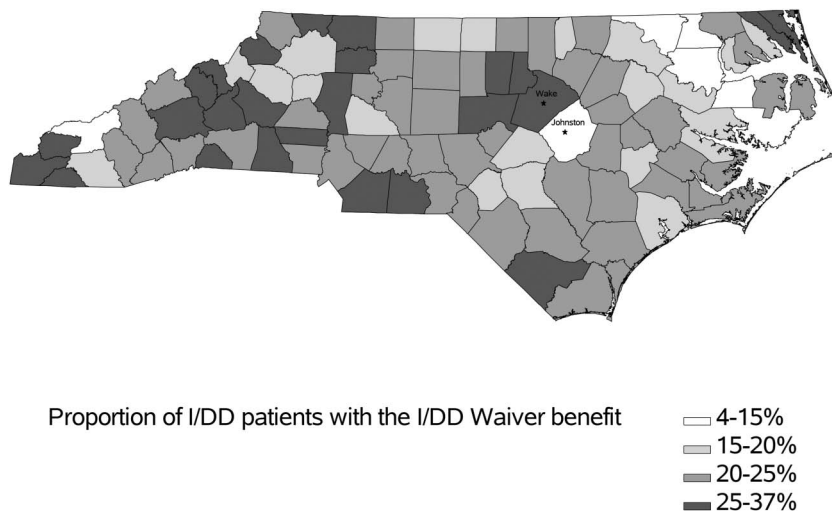 Wake
Johnston
Proportion of I/DD patients with the I/DD Waiver benefit
4-15%
15-20%
20-25%
25-37%